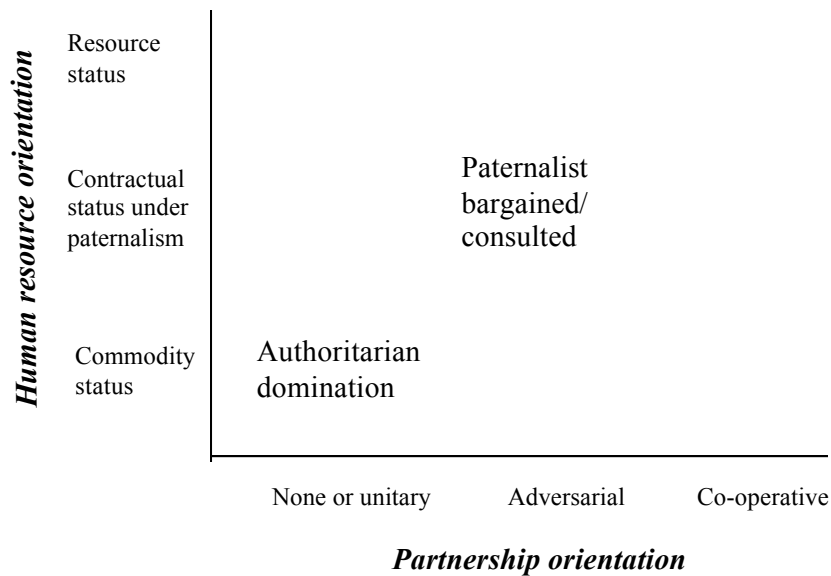 Human resource orientation
Resource
status
Contractual
status under
paternalism
Commodity
status
Paternalist
bargained/
consulted
Authoritarian
domination
None or unitary
Adversarial
Co-operative
Partnership orientation